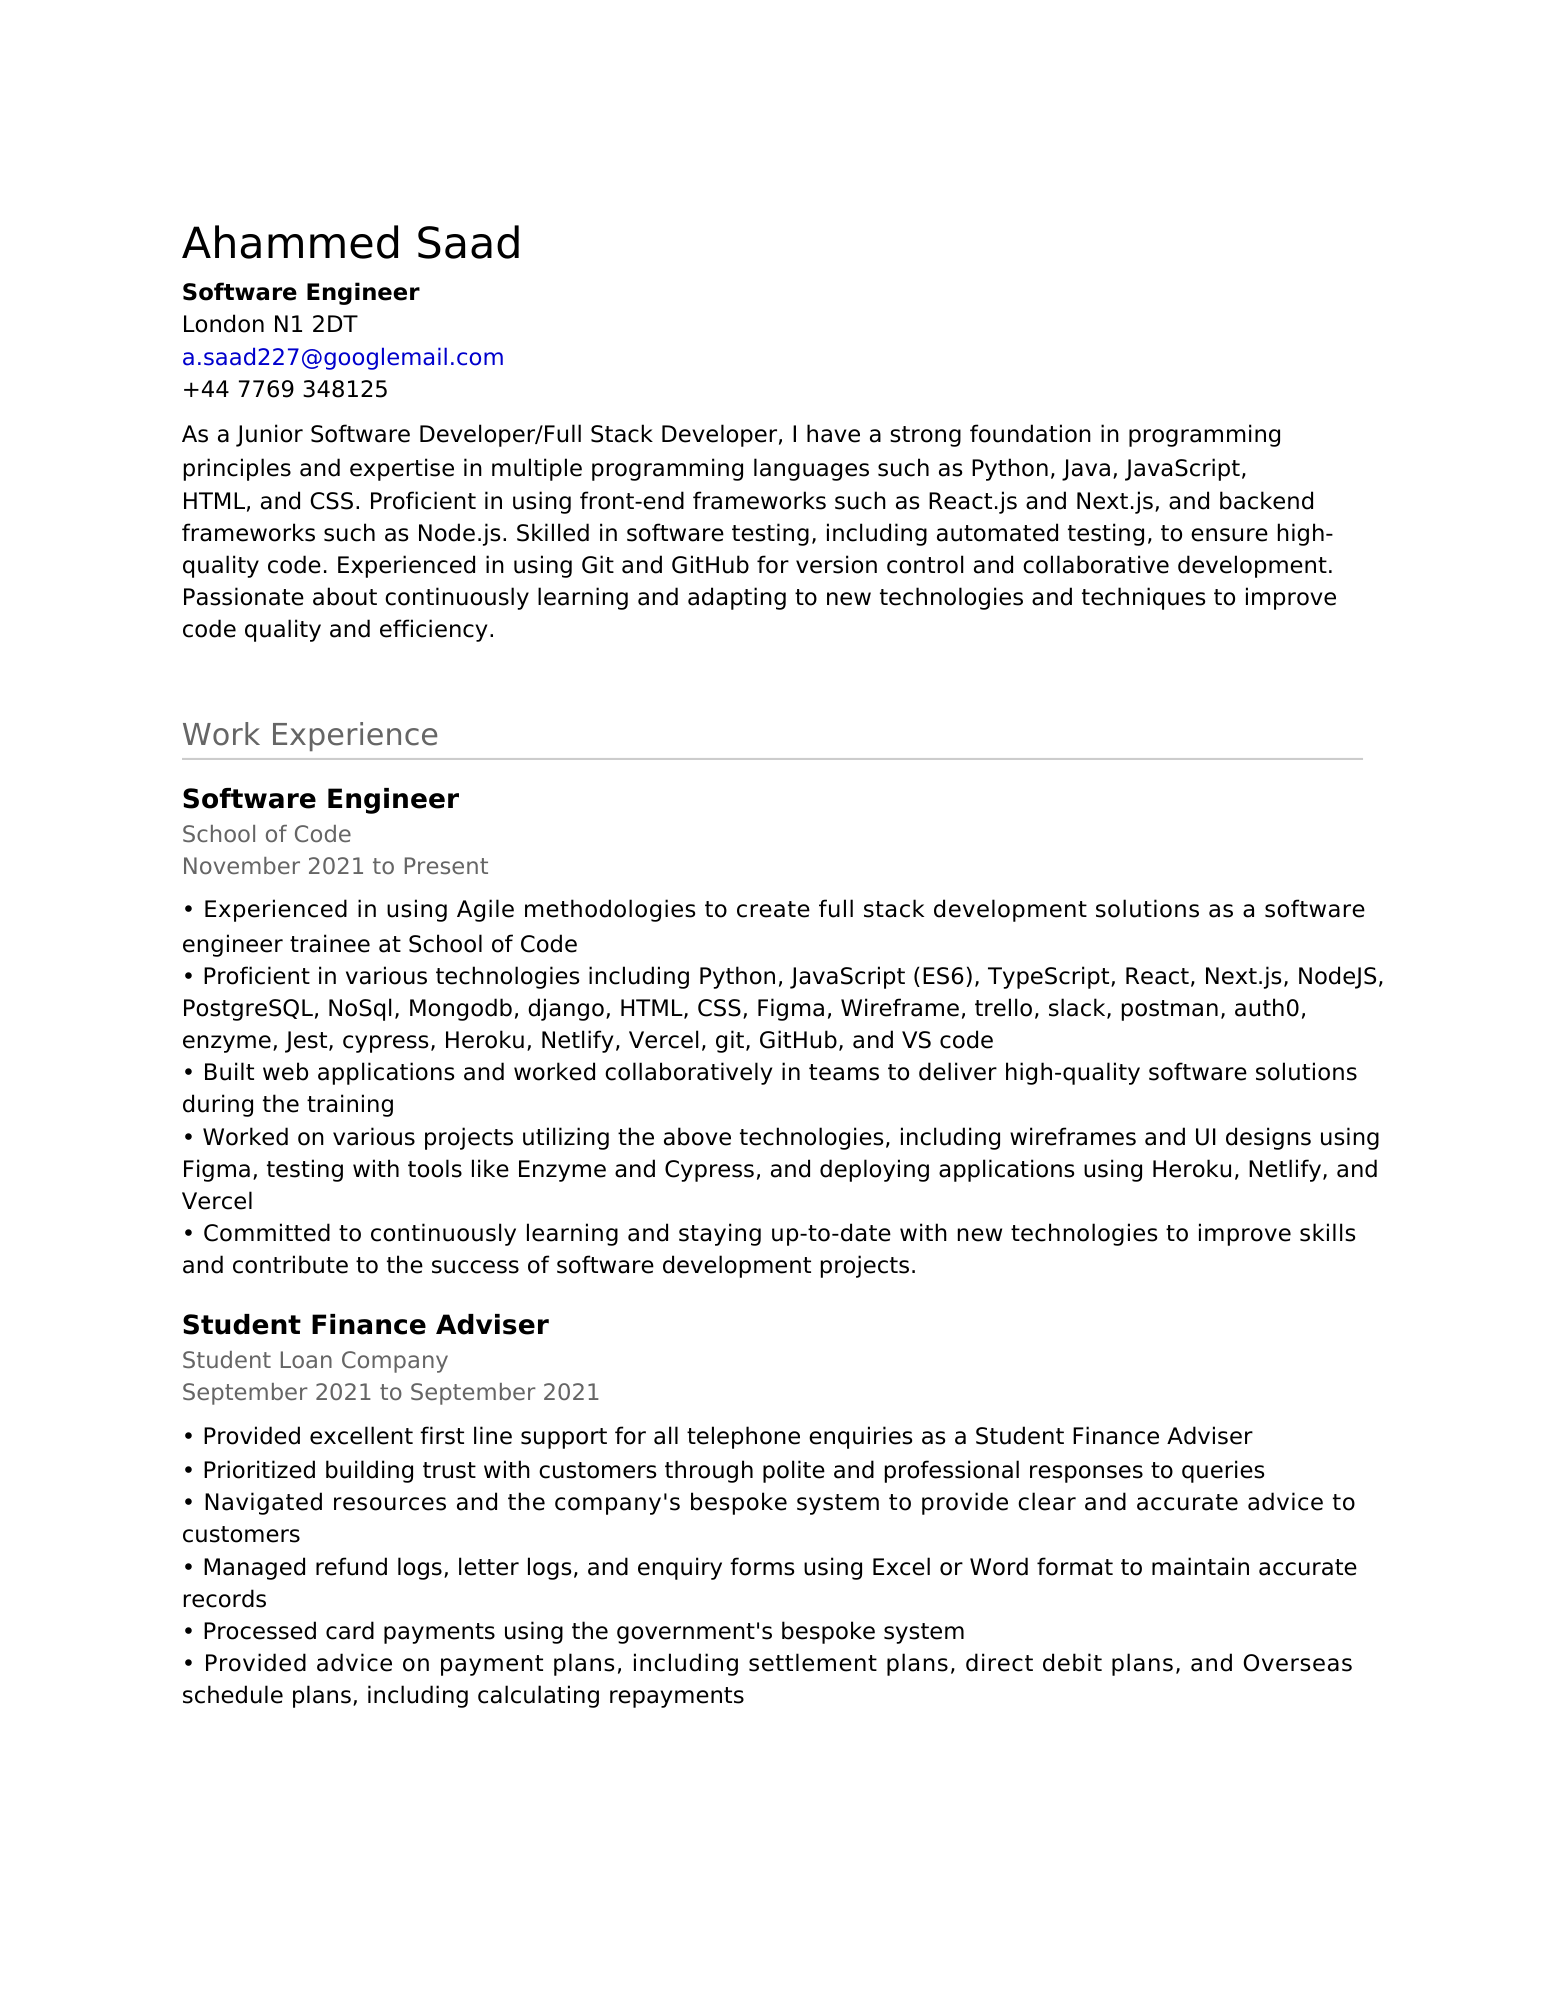 Ahammed Saad
Software Engineer
London N1 2DT
a.saad227@googlemail.com
+44 7769 348125
As a Junior Software Developer/Full Stack Developer, I have a strong foundation in programming
principles and expertise in multiple programming languages such as Python, Java, JavaScript,
HTML, and CSS. Proficient in using front-end frameworks such as React.js and Next.js, and backend
frameworks such as Node.js. Skilled in software testing, including automated testing, to ensure high-
quality code. Experienced in using Git and GitHub for version control and collaborative development.
Passionate about continuously learning and adapting to new technologies and techniques to improve
code quality and efficiency.
Work Experience
Software Engineer
School of Code
November 2021 to Present
• Experienced in using Agile methodologies to create full stack development solutions as a software
engineer trainee at School of Code
• Proficient in various technologies including Python, JavaScript (ES6), TypeScript, React, Next.js, NodeJS,
PostgreSQL, NoSql, Mongodb, django, HTML, CSS, Figma, Wireframe, trello, slack, postman, auth0,
enzyme, Jest, cypress, Heroku, Netlify, Vercel, git, GitHub, and VS code
• Built web applications and worked collaboratively in teams to deliver high-quality software solutions
during the training
• Worked on various projects utilizing the above technologies, including wireframes and UI designs using
Figma, testing with tools like Enzyme and Cypress, and deploying applications using Heroku, Netlify, and
Vercel
• Committed to continuously learning and staying up-to-date with new technologies to improve skills
and contribute to the success of software development projects.
Student Finance Adviser
Student Loan Company
September 2021 to September 2021
• Provided excellent first line support for all telephone enquiries as a Student Finance Adviser
• Prioritized building trust with customers through polite and professional responses to queries
• Navigated resources and the company's bespoke system to provide clear and accurate advice to
customers
• Managed refund logs, letter logs, and enquiry forms using Excel or Word format to maintain accurate
records
• Processed card payments using the government's bespoke system
• Provided advice on payment plans, including settlement plans, direct debit plans, and Overseas
schedule plans, including calculating repayments